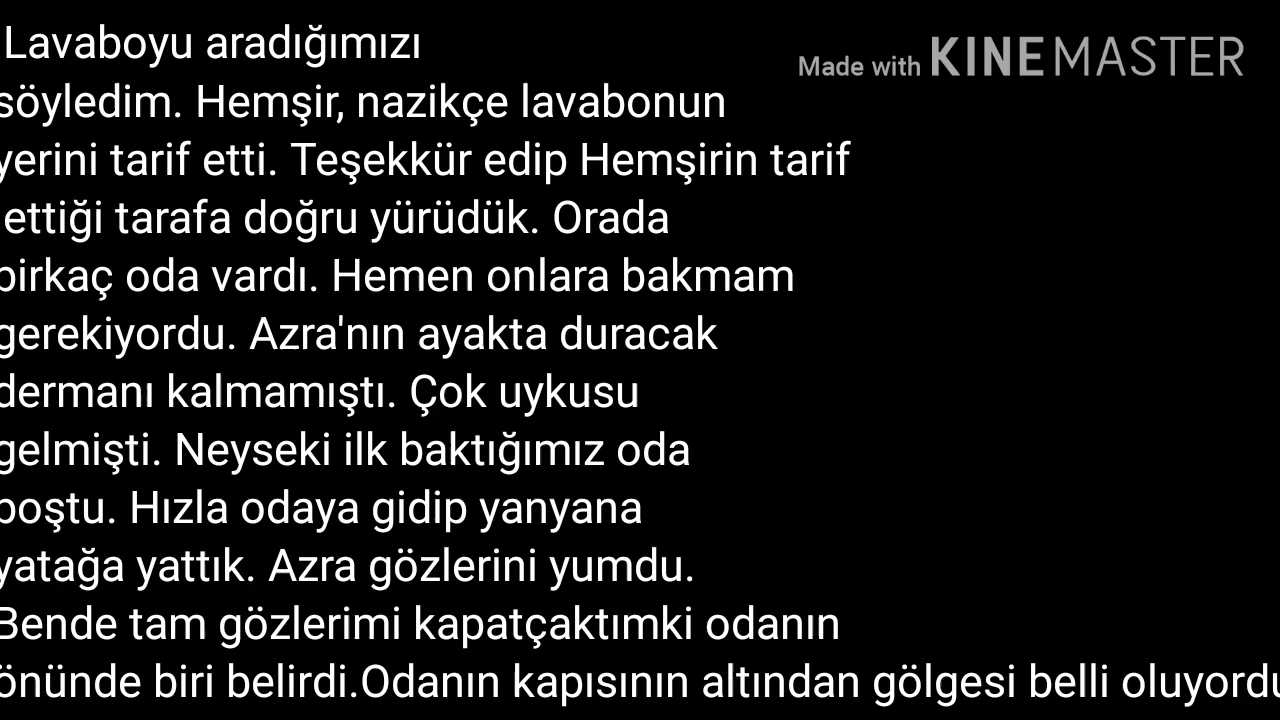 Lavaboyu aradığımızı
Made with KINEMASTER
söyledim. Hemşir, nazikçe lavabonun
yerini tarif etti. Teşekkür edip Hemşirin tarif
ettiği tarafa doğru yürüdük. Orada
birkaç oda vardı. Hemen onlara bakmam
gerekiyordu. Azra'nın ayakta duracak
dermanı kalmamıştı. Çok uykusu
gelmişti. Neyseki ilk baktığımız oda
boştu. Hızla odaya gidip yanyana
yatağa yattık. Azra gözlerini yumdu.
Bende tam gözlerimi kapatçaktımki odanın
önünde biri belirdi.Odanın kapısının altından gölgesi belli oluyordu